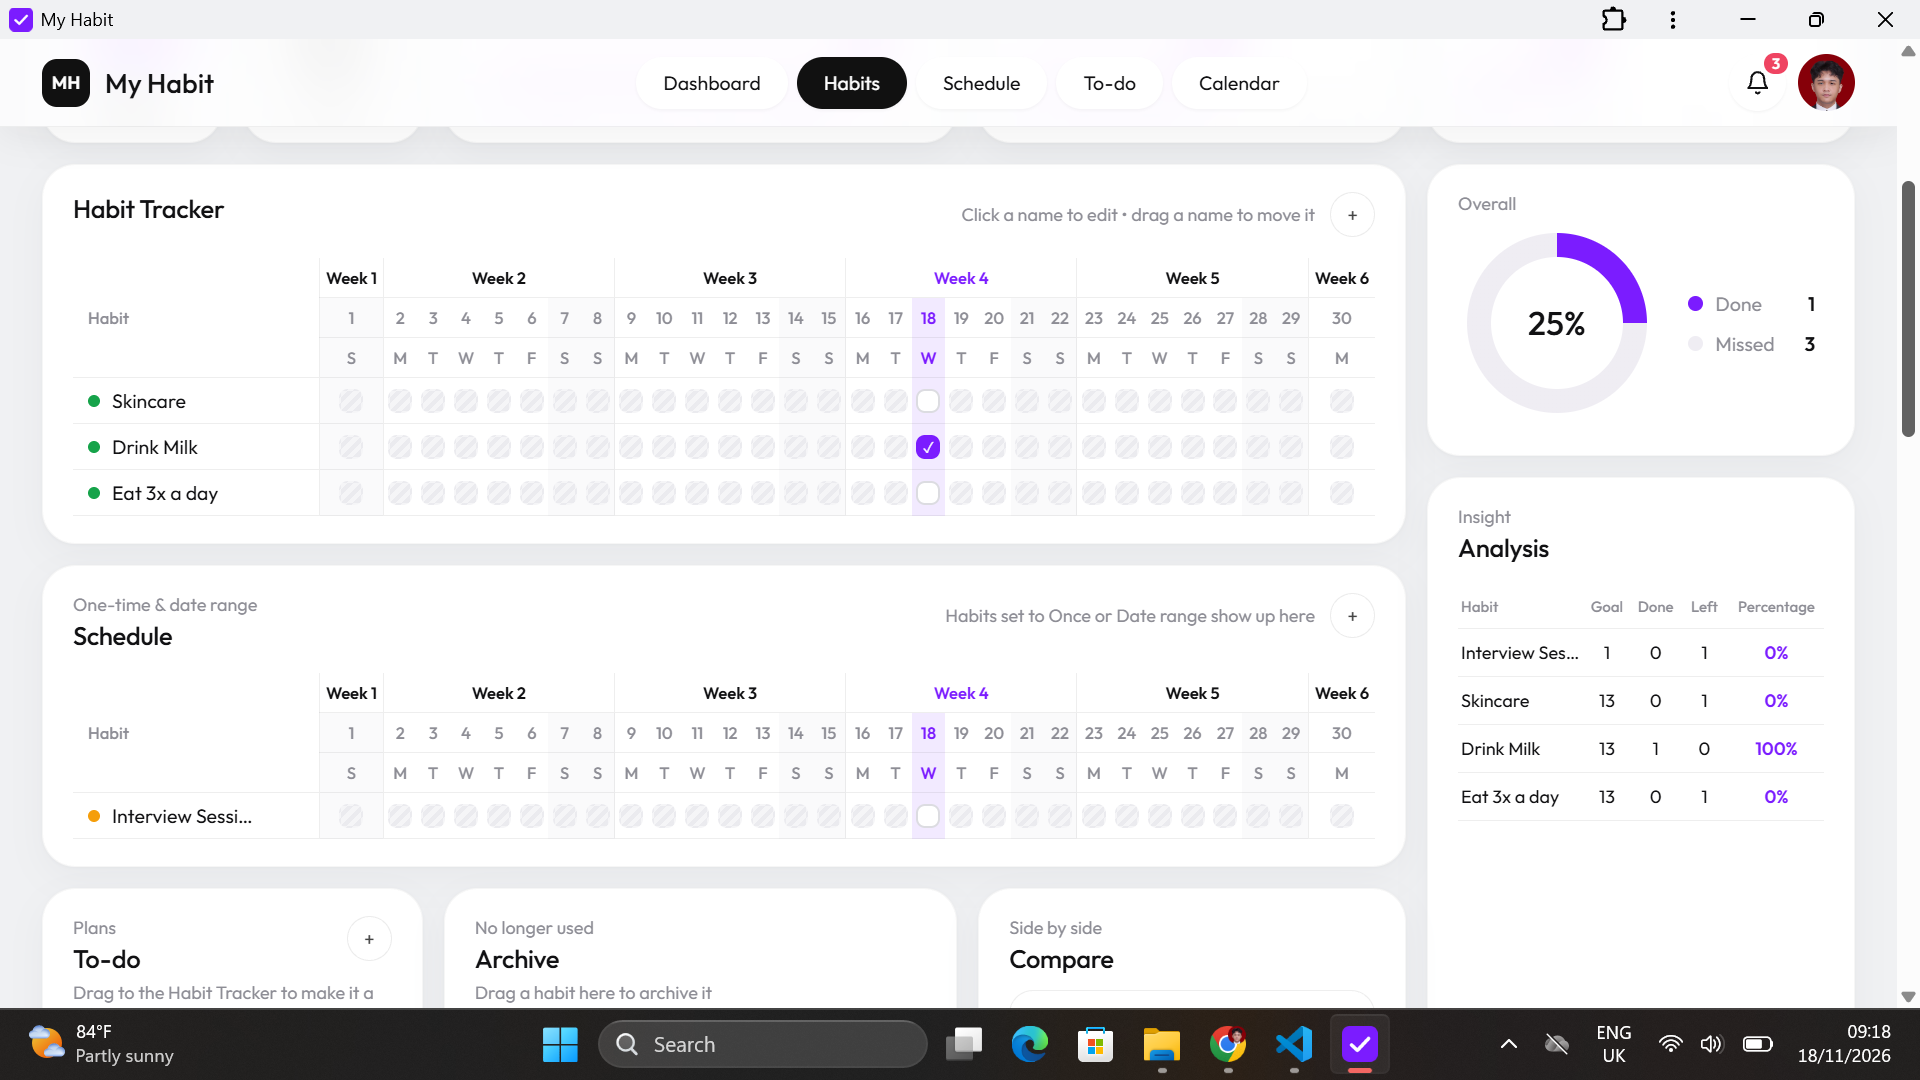 My Habit
MH My Habit
Dashboard Habits Schedule To-do Calendar
3
Habit Tracker
Click a name to edit • drag a name to move it +
Week 1 Week 2 Week 3 Week 4 Week 5 Week 6
Habit 1 2 3 4 5 6 7 8 9 10 11 12 13 14 15 16 17 18 19 20 21 22 23 24 25 26 27 28 29 30
S M T W T F S S M T W T F S S M T W T F S S M T W T F S S M
Skincare
Drink Milk
Eat 3x a day
Overall
25%
Done 1
Missed 3
One-time & date range
Schedule
Habits set to Once or Date range show up here +
Week 1 Week 2 Week 3 Week 4 Week 5 Week 6
Habit 1 2 3 4 5 6 7 8 9 10 11 12 13 14 15 16 17 18 19 20 21 22 23 24 25 26 27 28 29 30
S M T W T F S S M T W T F S S M T W T F S S M T W T F S S M
Interview Sessi...
Insight
Analysis
Habit Goal Done Left Percentage
Interview Ses... 1 0 1 0%
Skincare 13 0 1 0%
Drink Milk 13 1 0 100%
Eat 3x a day 13 0 1 0%
Plans
To-do
+
Drag to the Habit Tracker to make it a
No longer used
Archive
Drag a habit here to archive it
Side by side
Compare
84°F
Partly sunny
Search
ENG
UK
09:18
18/11/2026